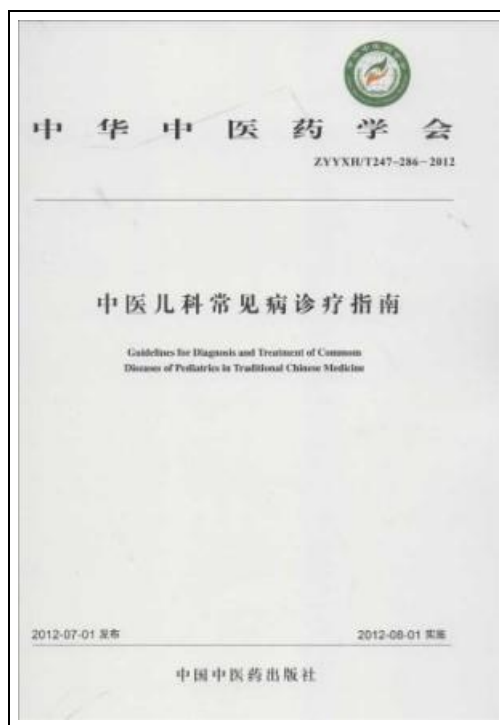 中华中医药学会
ZYYXH/T247-286-2012
中医儿科常见病诊疗指南
Guidelines for Diagnosis and Treatment of Commom
Diseases of Pediatrics in Traditional Chinese Medicine
2012-07-01 发布
2012-08-01 实施
中国中医药出版社